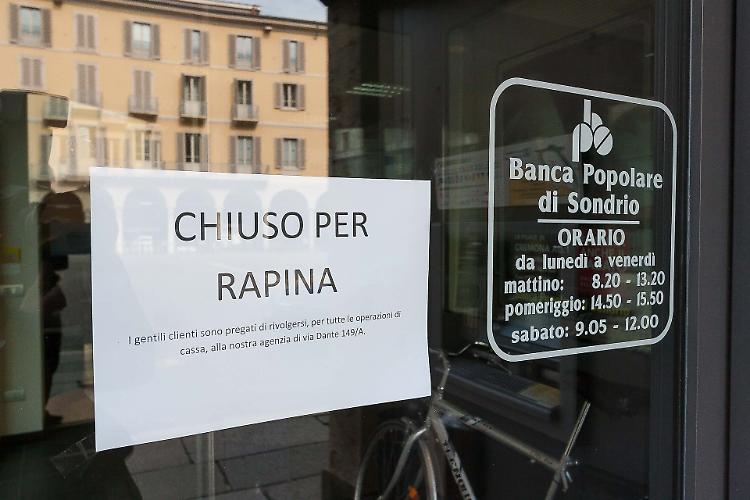 CHIUSO PER
RAPINA
I gentili clienti sono pregati di rivolgersi, per tutte le operazioni di
cassa, alla nostra agenzia di via Dante 149/A.
Banca Popolare
di Sondrio
ORARIO
da lunedì a venerdì
mattino: 8.20 - 13.20
pomeriggio: 14.50 - 15.50
sabato: 9.05 - 12.00
CREMONA